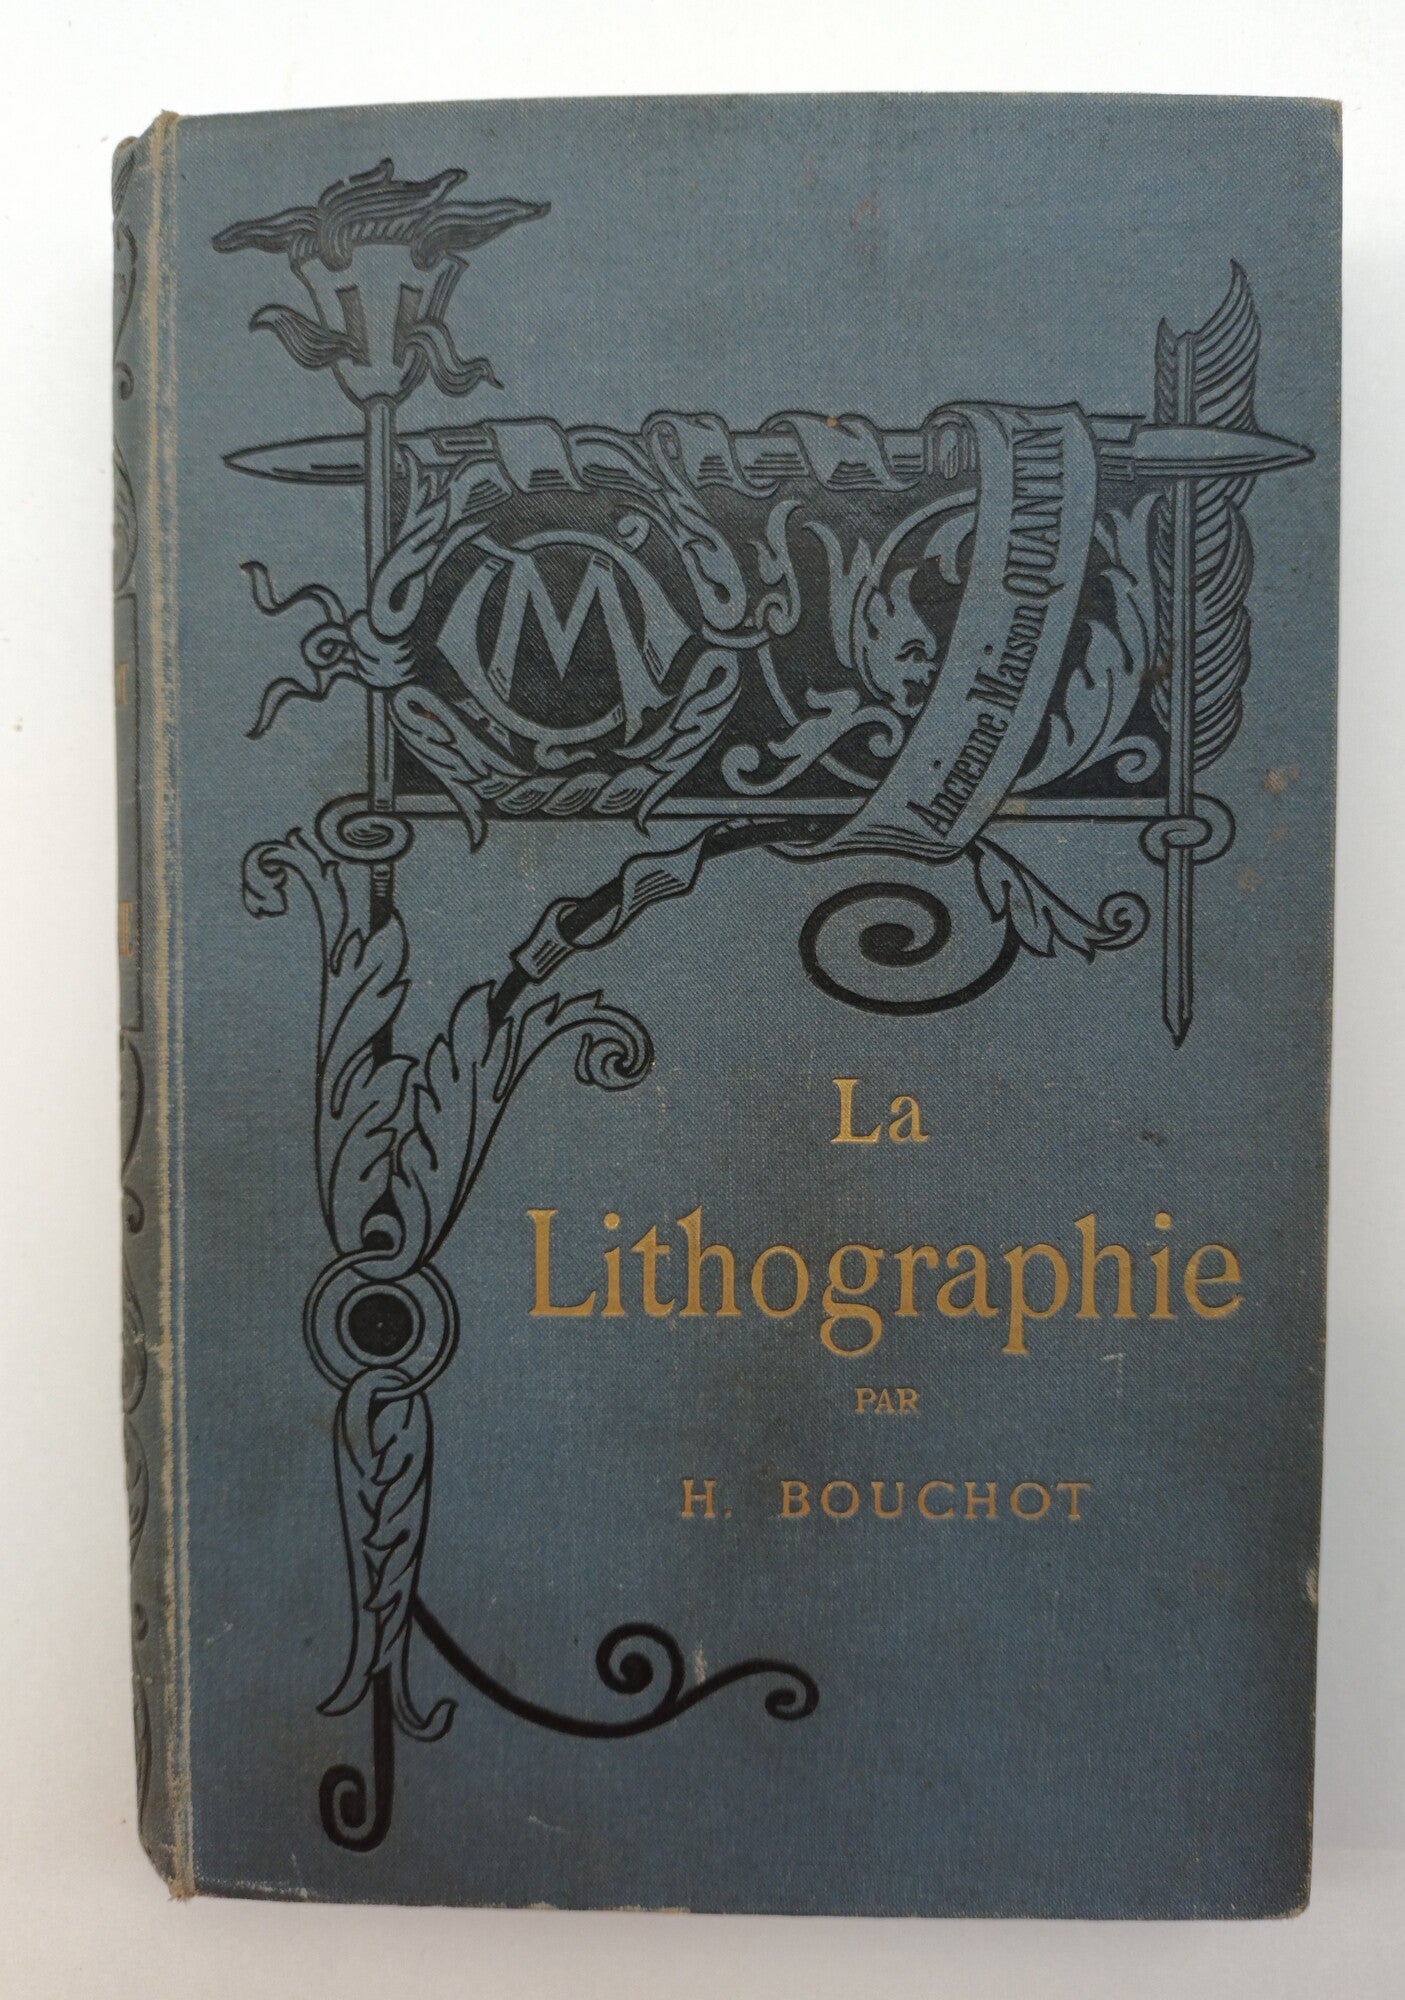 M
Ancienne Maison QUANTIN
La
Lithographie
PAR
H. BOUCHOT